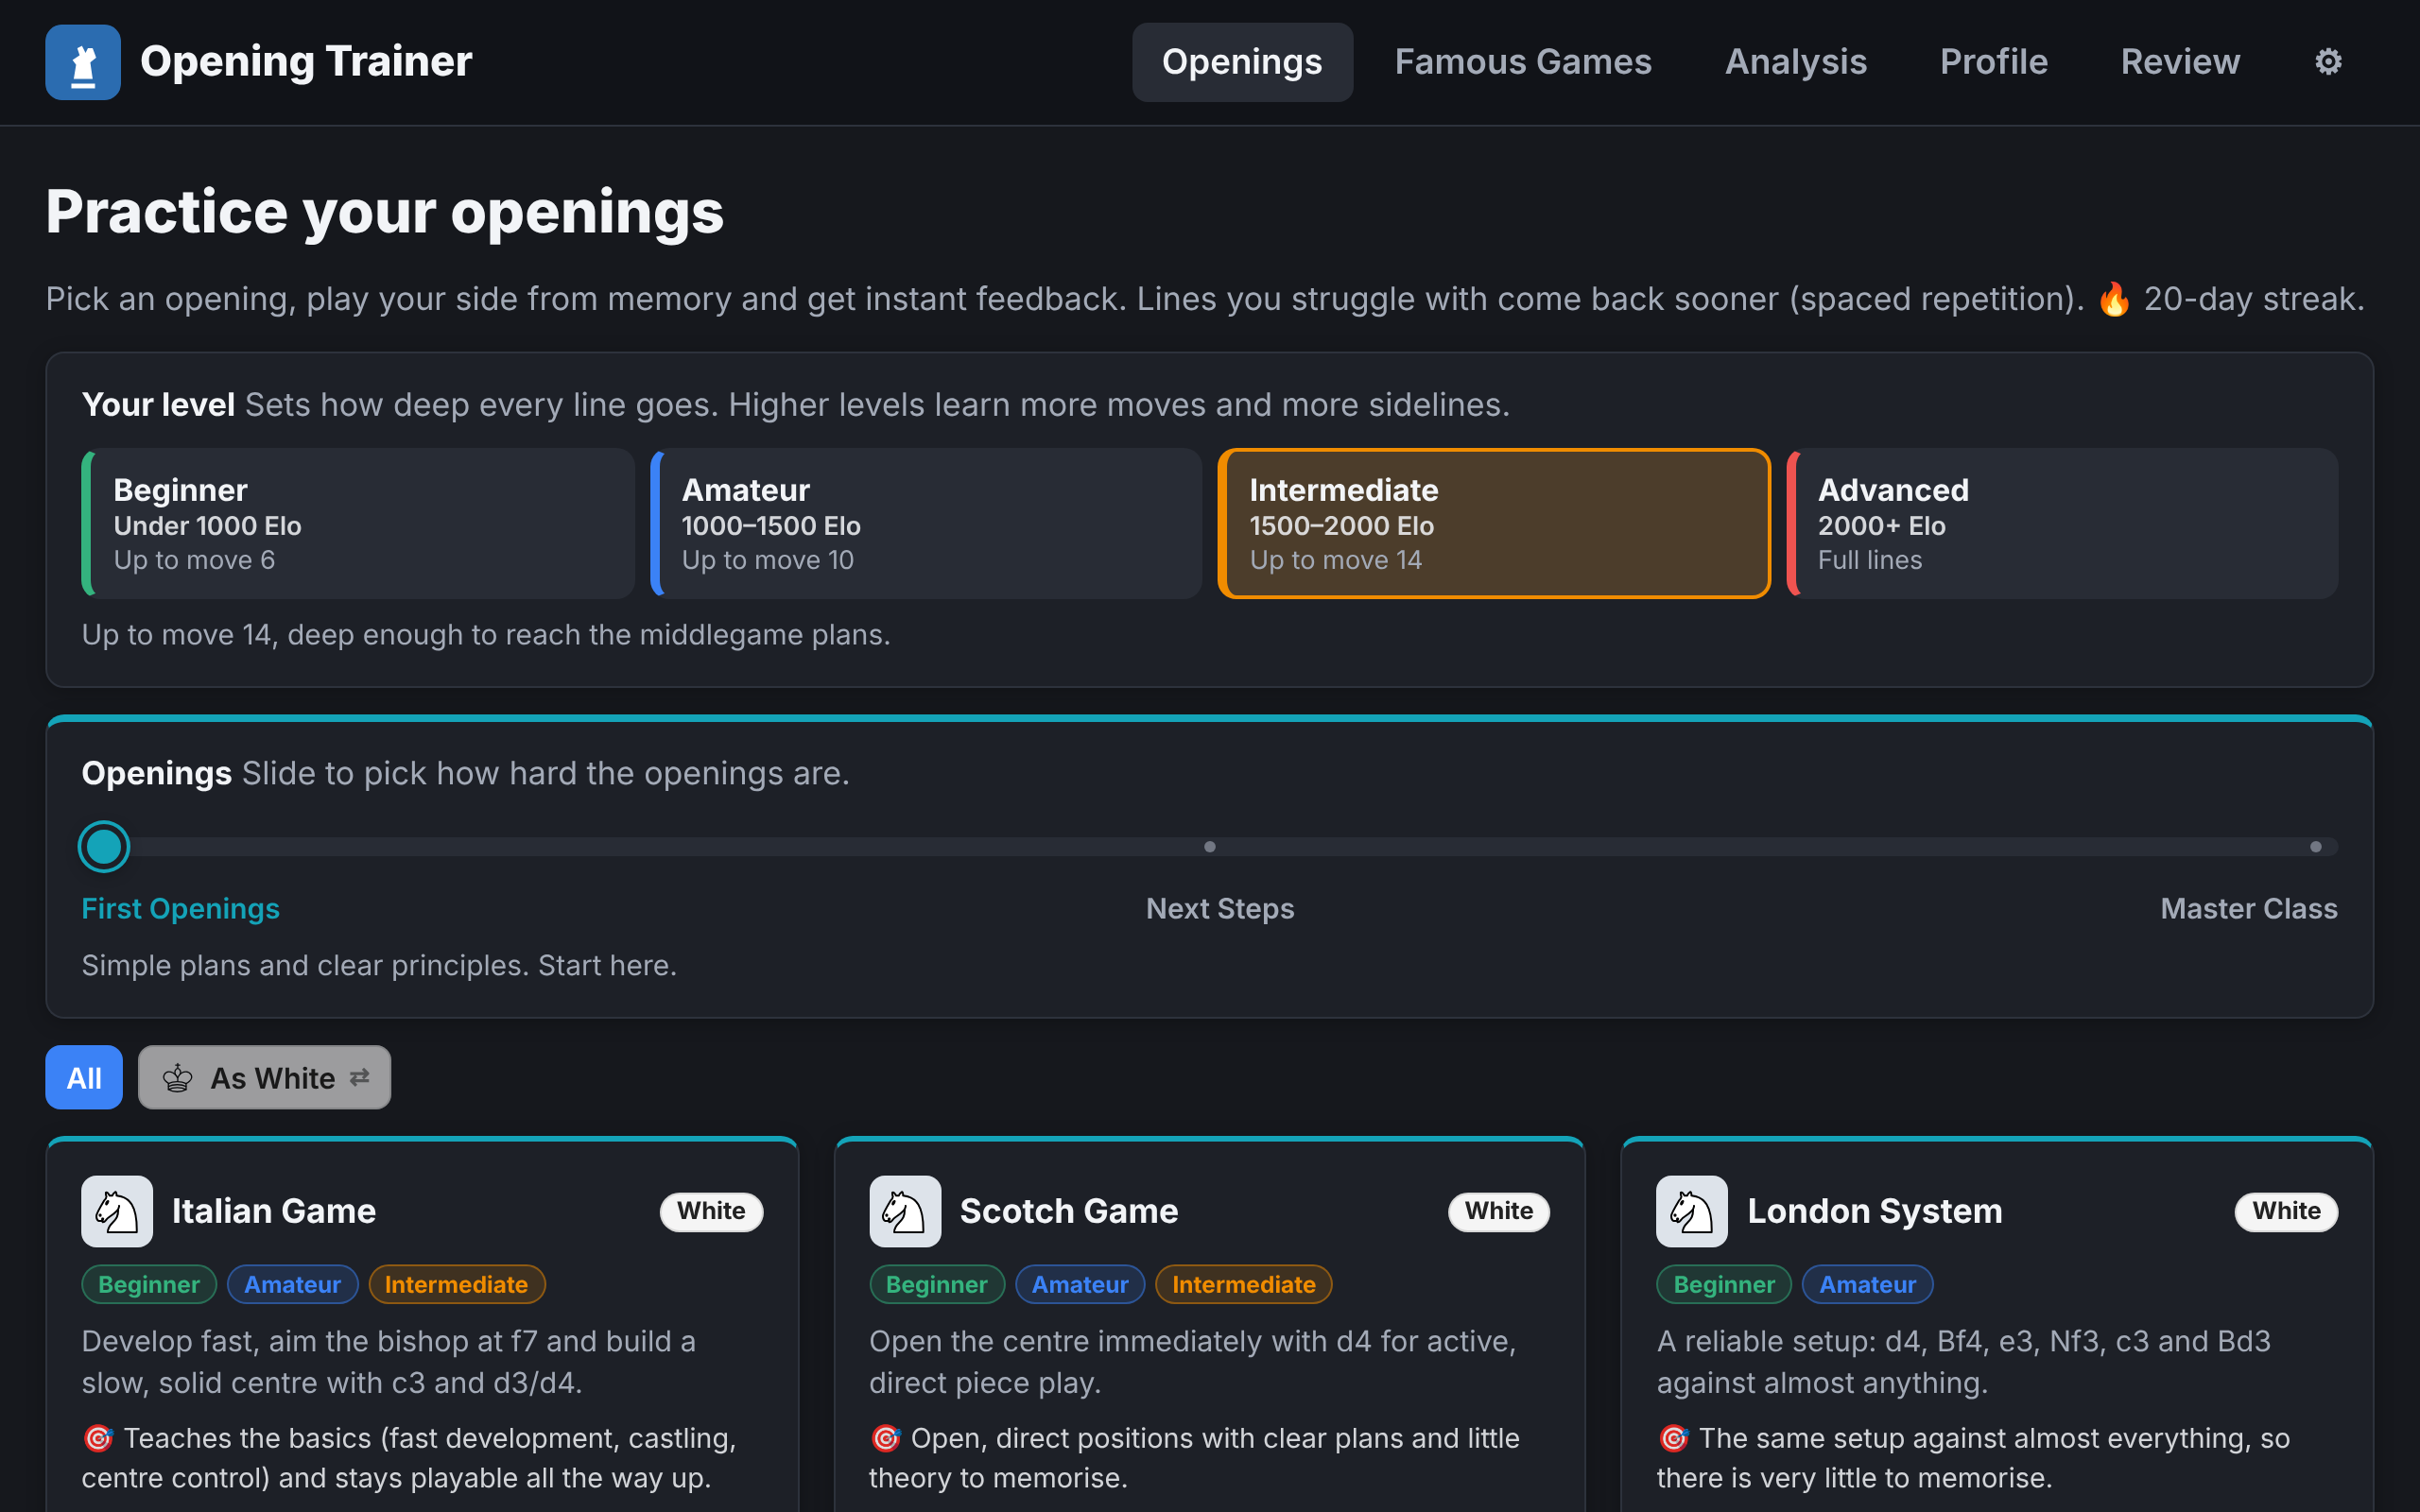 Opening Trainer
Openings
Famous Games
Analysis
Profile
Review
Practice your openings
Pick an opening, play your side from memory and get instant feedback. Lines you struggle with come back sooner (spaced repetition). 🔥 20-day streak.
Your level Sets how deep every line goes. Higher levels learn more moves and more sidelines.
Beginner
Under 1000 Elo
Up to move 6
Amateur
1000–1500 Elo
Up to move 10
Intermediate
1500–2000 Elo
Up to move 14
Advanced
2000+ Elo
Full lines
Up to move 14, deep enough to reach the middlegame plans.
Openings Slide to pick how hard the openings are.
First Openings
Next Steps
Master Class
Simple plans and clear principles. Start here.
All
As White ⇄
Italian Game
White
Beginner
Amateur
Intermediate
Develop fast, aim the bishop at f7 and build a
slow, solid centre with c3 and d3/d4.
🎯 Teaches the basics (fast development, castling,
centre control) and stays playable all the way up.
Scotch Game
White
Beginner
Amateur
Intermediate
Open the centre immediately with d4 for active,
direct piece play.
🎯 Open, direct positions with clear plans and little
theory to memorise.
London System
White
Beginner
Amateur
A reliable setup: d4, Bf4, e3, Nf3, c3 and Bd3
against almost anything.
🎯 The same setup against almost everything, so
there is very little to memorise.